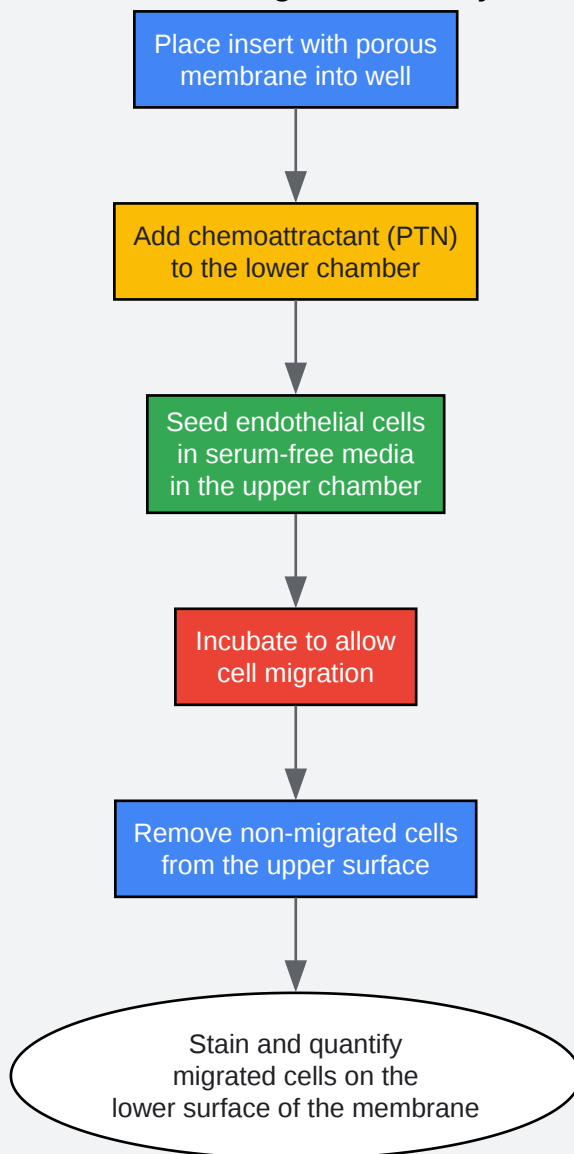 Place insert with porous
membrane into well
Add chemoattractant (PTN)
to the lower chamber
Seed endothelial cells
in serum-free media
in the upper chamber
Incubate to allow
cell migration
Remove non-migrated cells
from the upper surface
Stain and quantify
migrated cells on the
lower surface of the membrane